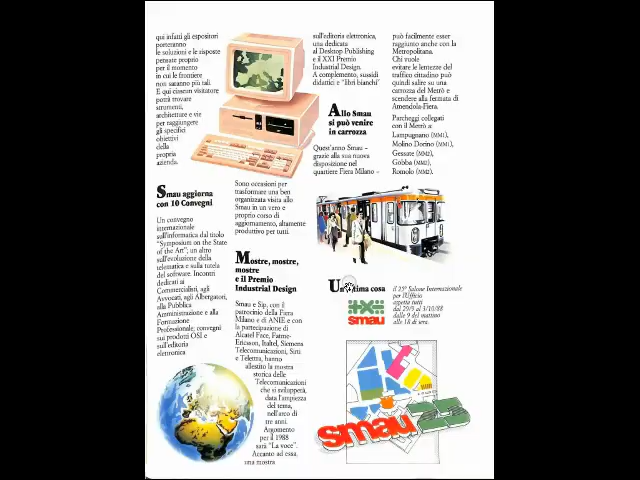 qui infatti gli espositori
porteranno
le soluzioni e le risposte
pensate proprio
per il momento
in cui le frontiere
non saranno più tali.
E qui ciascun visitatore
potrà trovare
strumenti,
architetture e vie
per raggiungere
gli specifici
obiettivi
della
propria
azienda.
Smau aggiorna
con 10 Convegni
Un convegno
internazionale
sull'informatica dal titolo
"Symposium on the State
of the Art"; un altro
sull'evoluzione della
telematica e sulla tutela
del software. Incontri
dedicati ai
Commercialisti, agli
Avvocati, agli Albergatori,
alla Pubblica
Amministrazione e alla
Formazione
Professionale; convegni
sui prodotti OSI e
sull'editoria
elettronica
Sono occasioni per
trasformare una ben
organizzata visita allo
Smau in un vero e
proprio corso di
aggiornamento, altamente
produttivo per tutti.
Mostre, mostre,
mostre
e il Premio
Industrial Design
Smau e Sip, con il
patrocinio della Fiera
Milano e di ANIE e con
la partecipazione di
Alcatel Face, Fatme-
Ericsson, Italtel, Siemens
Telecomunicazioni, Sirti
e Telettra, hanno
allestito la mostra
storica delle
Telecomunicazioni
che si svilupperà,
data l'ampiezza
del tema,
nell'arco di
tre anni.
Argomento
per il 1988
sarà "La voce".
Accanto ad essa,
una mostra
sull'editoria elettronica,
una dedicata
al Desktop Publishing
e il XXI Premio
Industrial Design.
A complemento, sussidi
didattici e "libri bianchi"
Allo Smau
si può venire
in carrozza
Quest'anno Smau –
grazie alla sua nuova
disposizione nel
quartiere Fiera Milano –
può facilmente esser
raggiunto anche con la
Metropolitana.
Chi vuole
evitare le lentezze del
traffico cittadino può
quindi salire su una
carrozza del Metrò e
scendere alla fermata di
Amendola-Fiera.
Parcheggi collegati
con il Metrò a:
Lampugnano (MM1),
Molino Dorino (MM1),
Gessate (MM2),
Gobba (MM2),
Romolo (MM2).
Un'ultima cosa
smau
il 25° Salone Internazionale
per l'Ufficio
aspetta tutti
dal 29/9 al 3/10/88
dalle 9 del mattino
alle 18 di sera.
smau